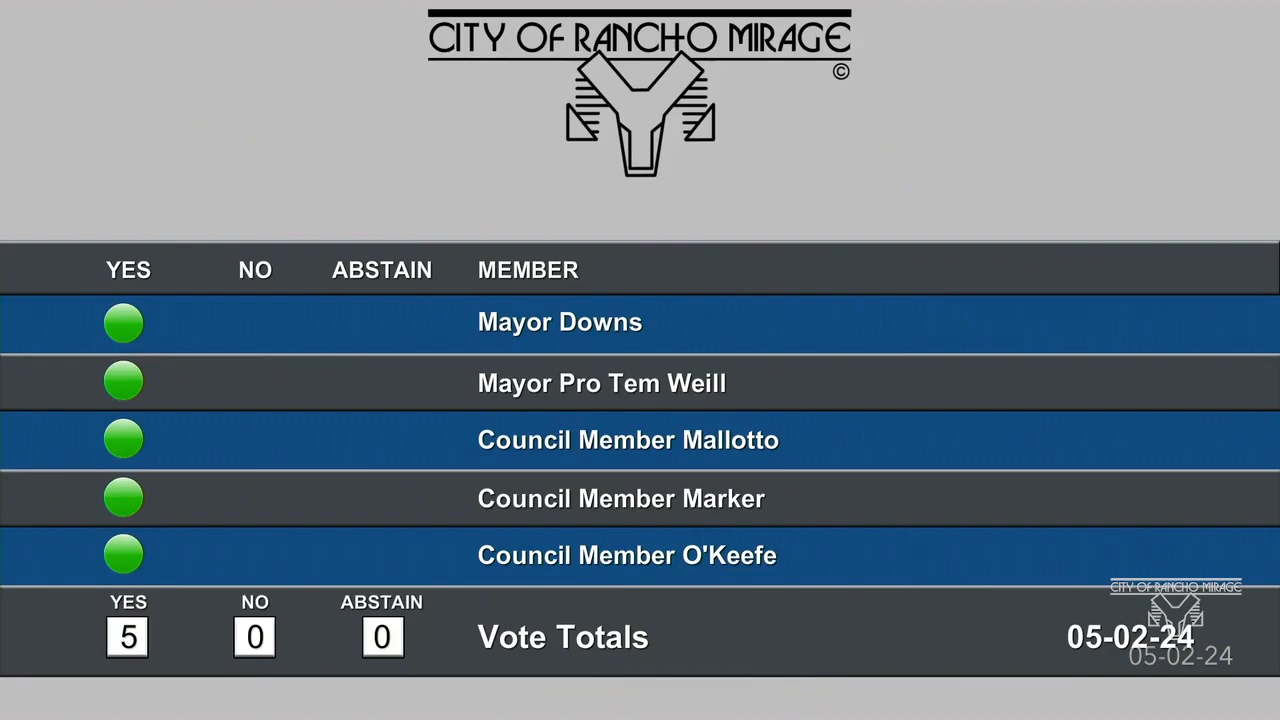 CITY OF RANCHO MIRAGE
©
YES NO ABSTAIN MEMBER
Mayor Downs
Mayor Pro Tem Weill
Council Member Mallotto
Council Member Marker
Council Member O'Keefe
CITY OF RANCHO MIRAGE
YES NO ABSTAIN
5 0 0 Vote Totals 05-02-24
05-02-24